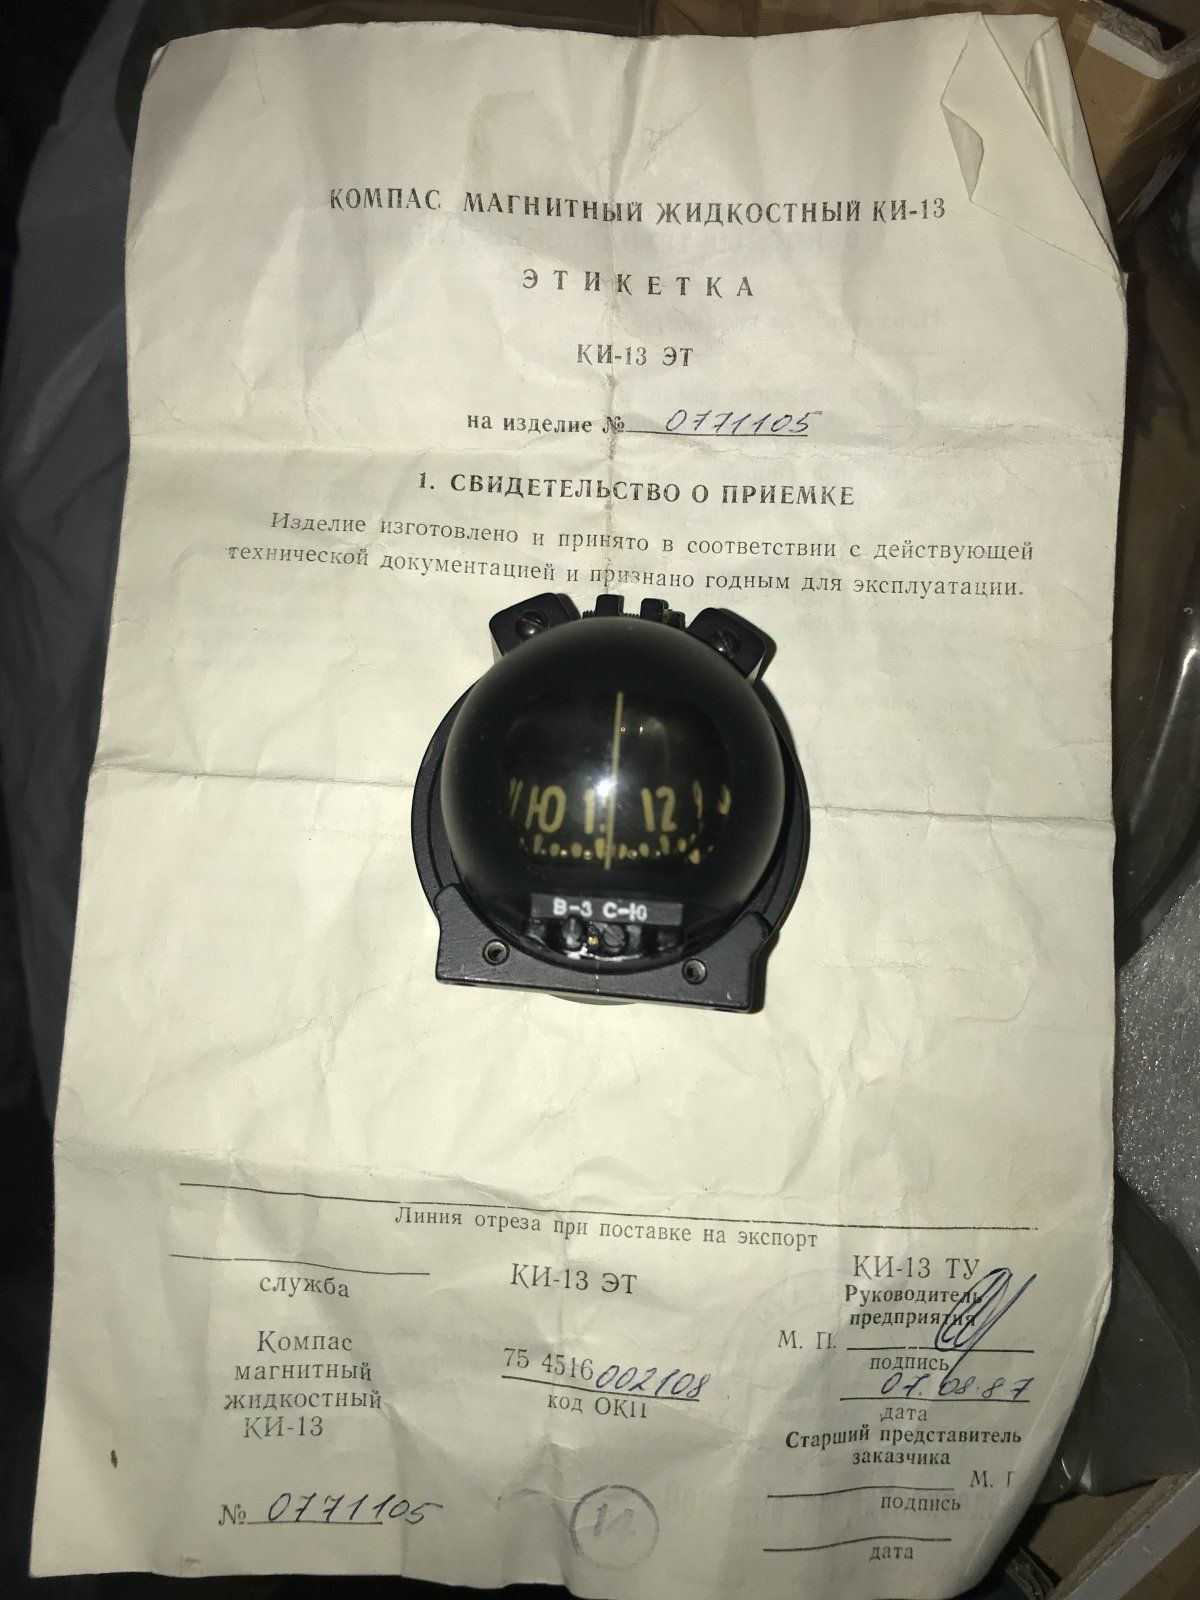 КОМПАС МАГНИТНЫЙ ЖИДКОСТНЫЙ КИ-13
ЭТИКЕТКА
КИ-13 ЭТ
на изделие № 0771105
1. СВИДЕТЕЛЬСТВО О ПРИЕМКЕ
Изделие изготовлено и принято в соответствии с действующей
технической документацией и признано годным для эксплуатации.
Ю 12
В-З С-Ю
Линия отреза при поставке на экспорт
служба
КИ-13 ЭТ
КИ-13 ТУ
Руководитель
предприятия
М. П.
подпись
07.08.87
дата
Компас
магнитный
жидкостный
КИ-13
75 4516 002108
код ОКП
Старший представитель
заказчика
М. П
подпись
дата
№ 0771105